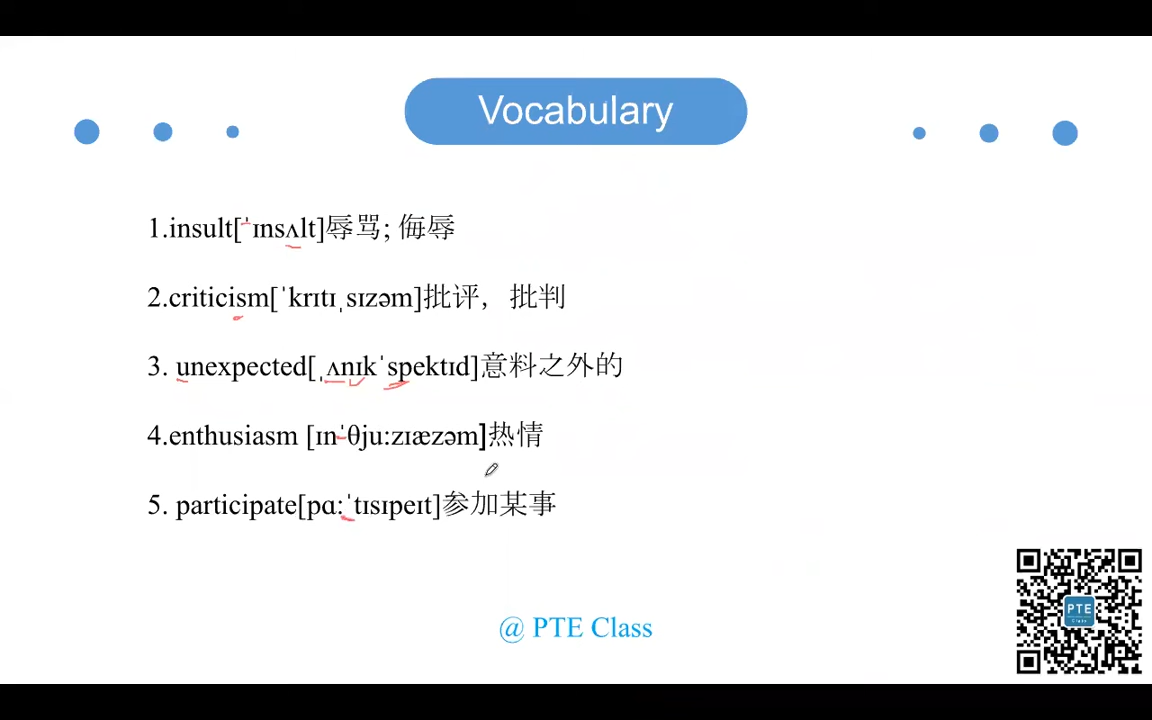 Vocabulary
1.insult[ˈɪnsʌlt]辱骂; 侮辱
2.criticism[ˈkrɪtɪˌsɪzəm]批评，批判
3. unexpected[ˌʌnɪkˈspektɪd]意料之外的
4.enthusiasm [ɪnˈθju:zɪæzəm]热情
5. participate[pɑ:ˈtɪsɪpeɪt]参加某事
@ PTE Class
PTE
Class